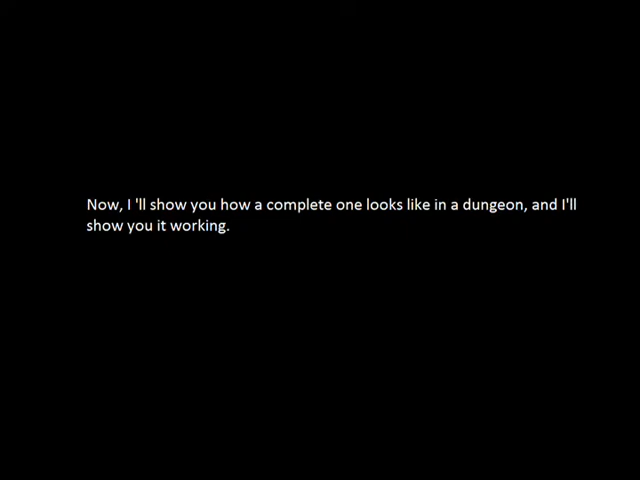 Now, I 'll show you how a complete one looks like in a dungeon, and I'll
show you it working.